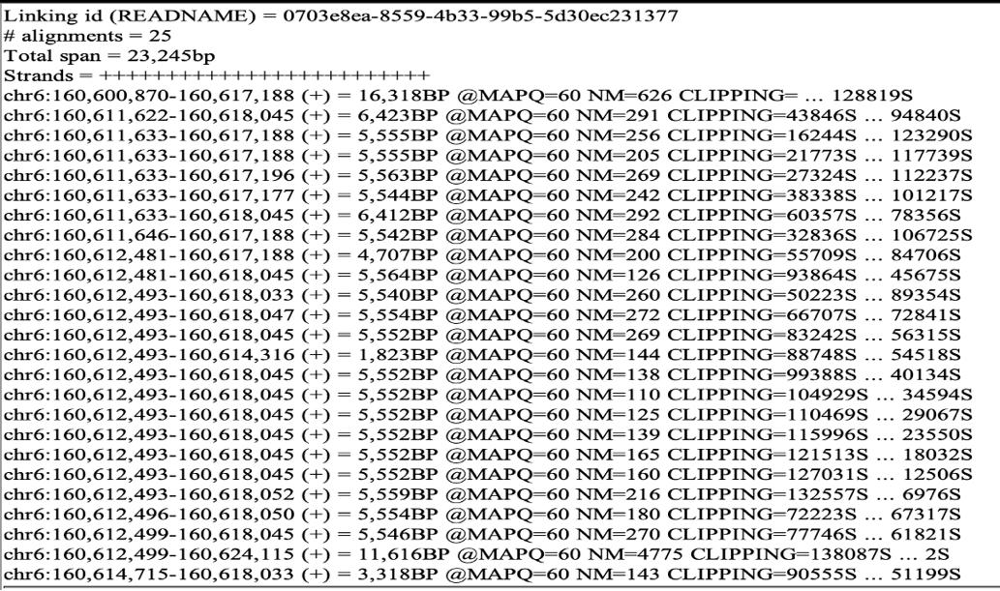 Linking id (READNAME) = 0703e8ea-8559-4b33-99b5-5d30ec231377
# alignments = 25
Total span = 23,245bp
Strands = +++++++++++++++++++++++++
chr6:160,600,870-160,617,188 (+) = 16,318BP @MAPQ=60 NM=626 CLIPPING= ... 128819S
chr6:160,611,622-160,618,045 (+) = 6,423BP @MAPQ=60 NM=291 CLIPPING=43846S ... 94840S
chr6:160,611,633-160,617,188 (+) = 5,555BP @MAPQ=60 NM=256 CLIPPING=16244S ... 123290S
chr6:160,611,633-160,617,188 (+) = 5,555BP @MAPQ=60 NM=205 CLIPPING=21773S ... 117739S
chr6:160,611,633-160,617,196 (+) = 5,563BP @MAPQ=60 NM=269 CLIPPING=27324S ... 112237S
chr6:160,611,633-160,617,177 (+) = 5,544BP @MAPQ=60 NM=242 CLIPPING=38338S ... 101217S
chr6:160,611,633-160,618,045 (+) = 6,412BP @MAPQ=60 NM=292 CLIPPING=60357S ... 78356S
chr6:160,611,646-160,617,188 (+) = 5,542BP @MAPQ=60 NM=284 CLIPPING=32836S ... 106725S
chr6:160,612,481-160,617,188 (+) = 4,707BP @MAPQ=60 NM=200 CLIPPING=55709S ... 84706S
chr6:160,612,481-160,618,045 (+) = 5,564BP @MAPQ=60 NM=126 CLIPPING=93864S ... 45675S
chr6:160,612,493-160,618,033 (+) = 5,540BP @MAPQ=60 NM=260 CLIPPING=50223S ... 89354S
chr6:160,612,493-160,618,047 (+) = 5,554BP @MAPQ=60 NM=272 CLIPPING=66707S ... 72841S
chr6:160,612,493-160,618,045 (+) = 5,552BP @MAPQ=60 NM=269 CLIPPING=83242S ... 56315S
chr6:160,612,493-160,614,316 (+) = 1,823BP @MAPQ=60 NM=144 CLIPPING=88748S ... 54518S
chr6:160,612,493-160,618,045 (+) = 5,552BP @MAPQ=60 NM=138 CLIPPING=99388S ... 40134S
chr6:160,612,493-160,618,045 (+) = 5,552BP @MAPQ=60 NM=110 CLIPPING=104929S ... 34594S
chr6:160,612,493-160,618,045 (+) = 5,552BP @MAPQ=60 NM=125 CLIPPING=110469S ... 29067S
chr6:160,612,493-160,618,045 (+) = 5,552BP @MAPQ=60 NM=139 CLIPPING=115996S ... 23550S
chr6:160,612,493-160,618,045 (+) = 5,552BP @MAPQ=60 NM=165 CLIPPING=121513S ... 18032S
chr6:160,612,493-160,618,045 (+) = 5,552BP @MAPQ=60 NM=160 CLIPPING=127031S ... 12506S
chr6:160,612,493-160,618,052 (+) = 5,559BP @MAPQ=60 NM=216 CLIPPING=132557S ... 6976S
chr6:160,612,496-160,618,050 (+) = 5,554BP @MAPQ=60 NM=180 CLIPPING=72223S ... 67317S
chr6:160,612,499-160,618,045 (+) = 5,546BP @MAPQ=60 NM=270 CLIPPING=77746S ... 61821S
chr6:160,612,499-160,624,115 (+) = 11,616BP @MAPQ=60 NM=4775 CLIPPING=138087S ... 2S
chr6:160,614,715-160,618,033 (+) = 3,318BP @MAPQ=60 NM=143 CLIPPING=90555S ... 51199S